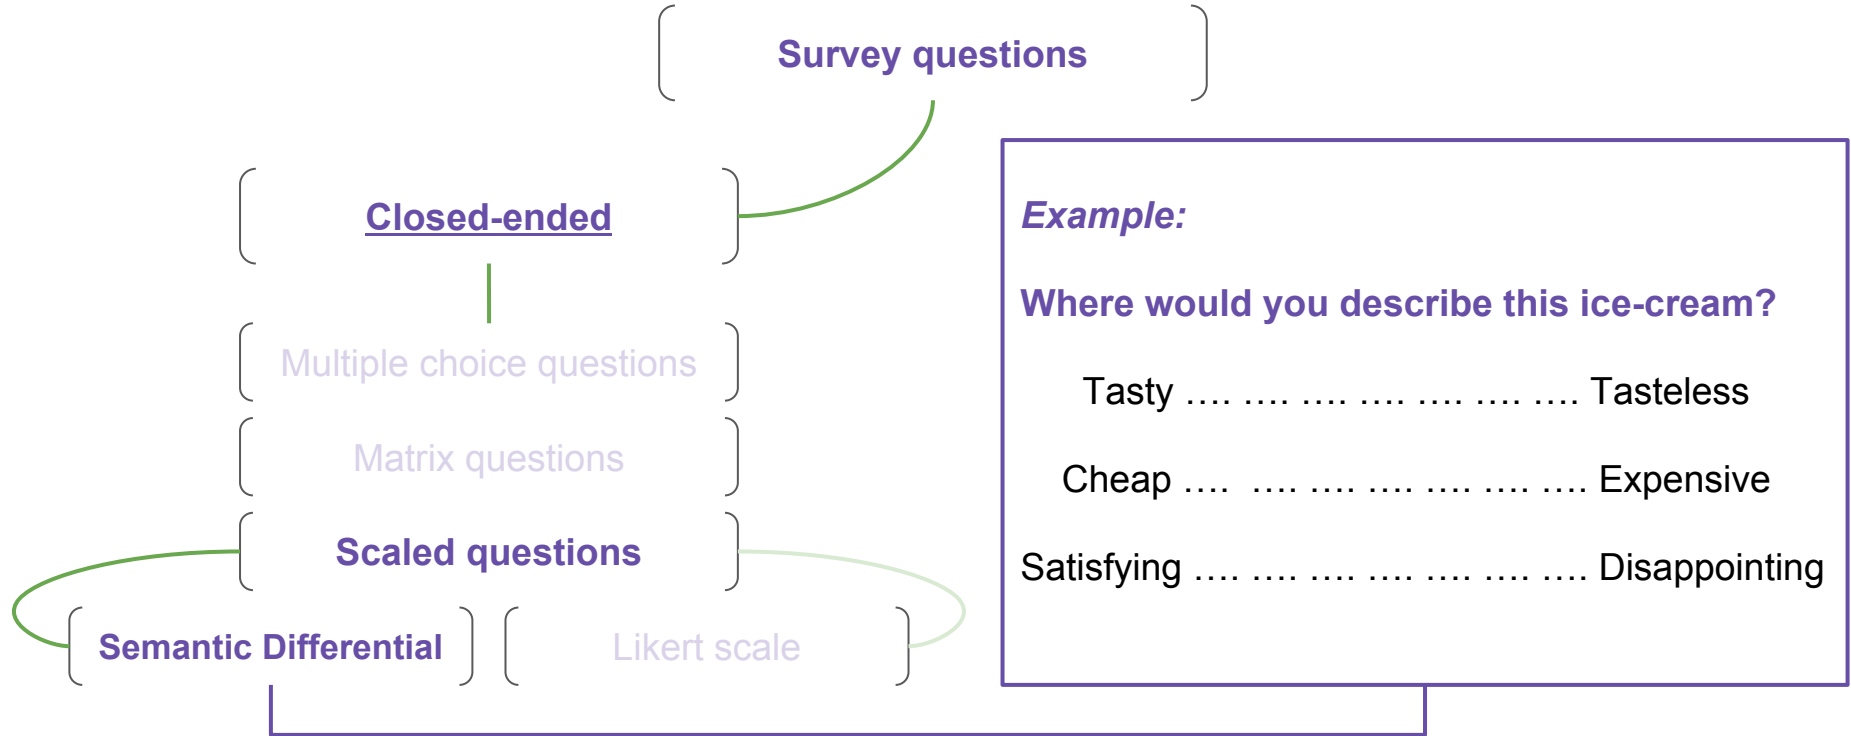 Survey questions
Closed-ended
Multiple choice questions
Matrix questions
Scaled questions
Semantic Differential
Likert scale
Example:
Where would you describe this ice-cream?
Tasty …. …. …. …. …. …. …. Tasteless
Cheap ….  …. …. …. …. …. …. Expensive
Satisfying …. …. …. …. …. …. …. Disappointing